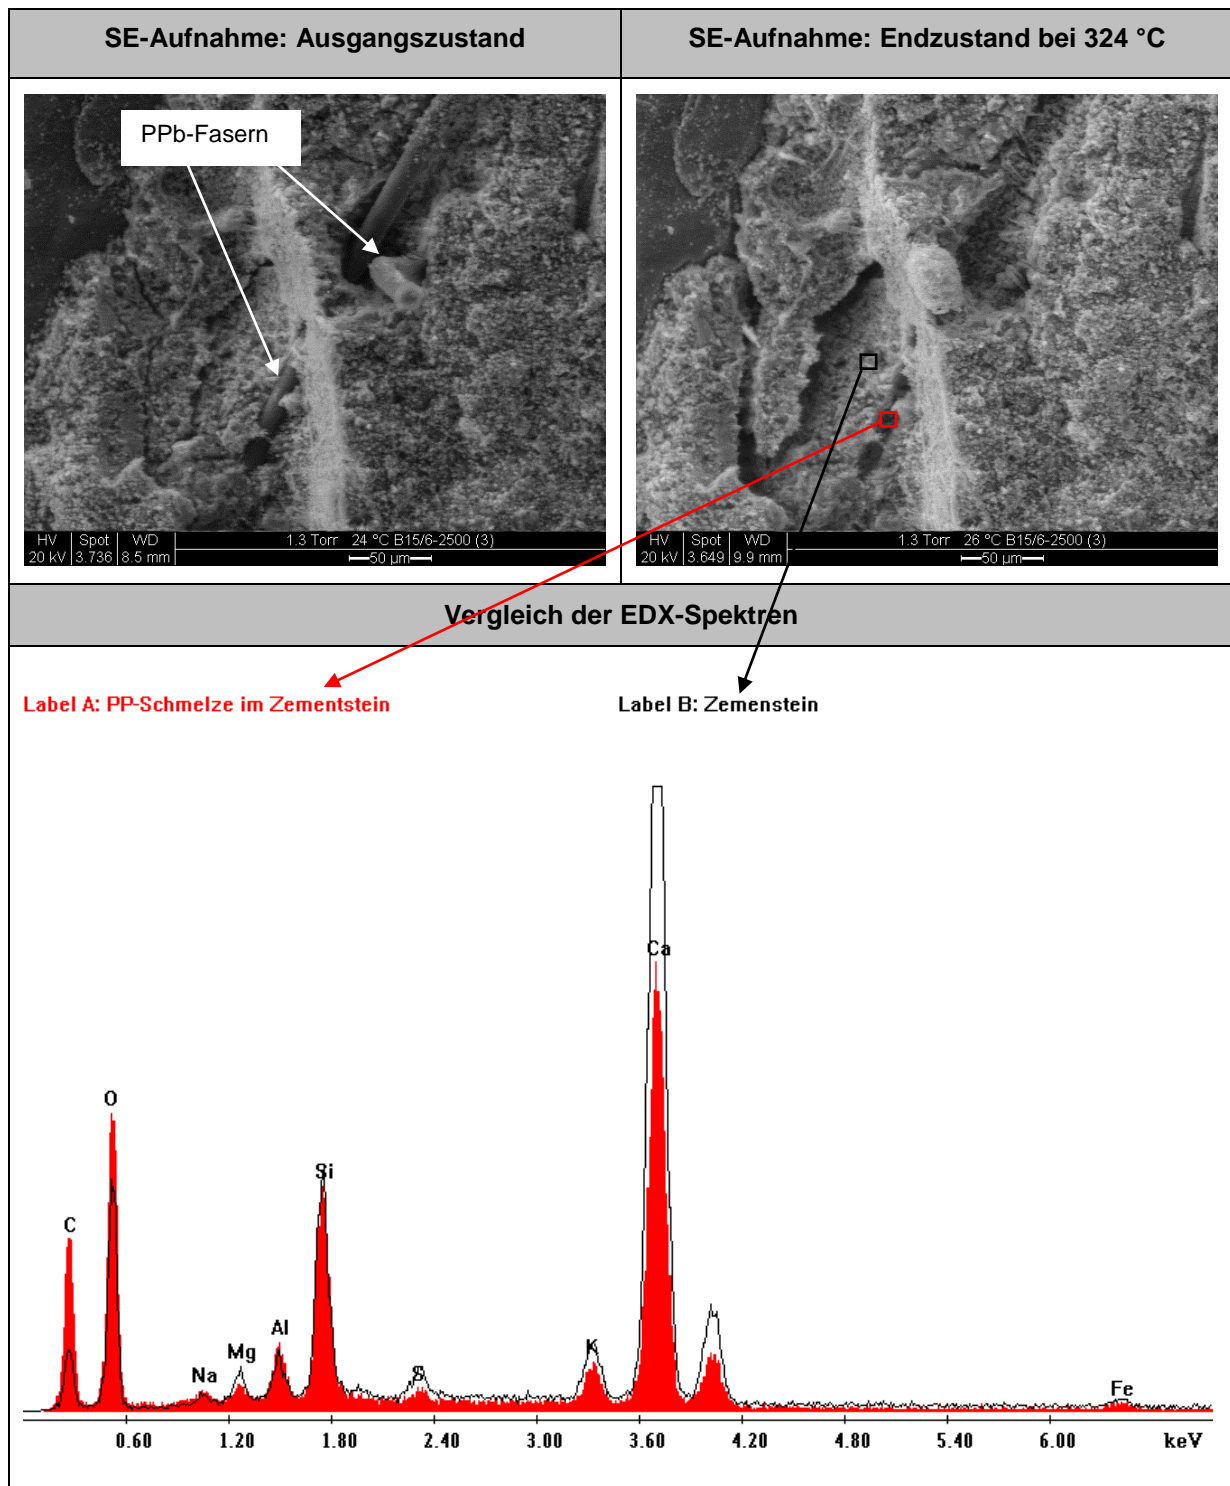 SE-Aufnahme: Ausgangszustand
SE-Aufnahme: Endzustand bei 324 °C
PPb-Fasern
HV Spot WD 1.3 Torr 24 °C B15/6-2500 (3)
20 kV 3.736 8.5 mm 50 µm
HV Spot WD 1.3 Torr 26 °C B15/6-2500 (3)
20 kV 3.649 9.9 mm 50 µm
Vergleich der EDX-Spektren
Label A: PP-Schmelze im Zementstein
Label B: Zemenstein
Ca
O
Si
C
Al
Mg
K
Na
S
Fe
0.60 1.20 1.80 2.40 3.00 3.60 4.20 4.80 5.40 6.00 keV